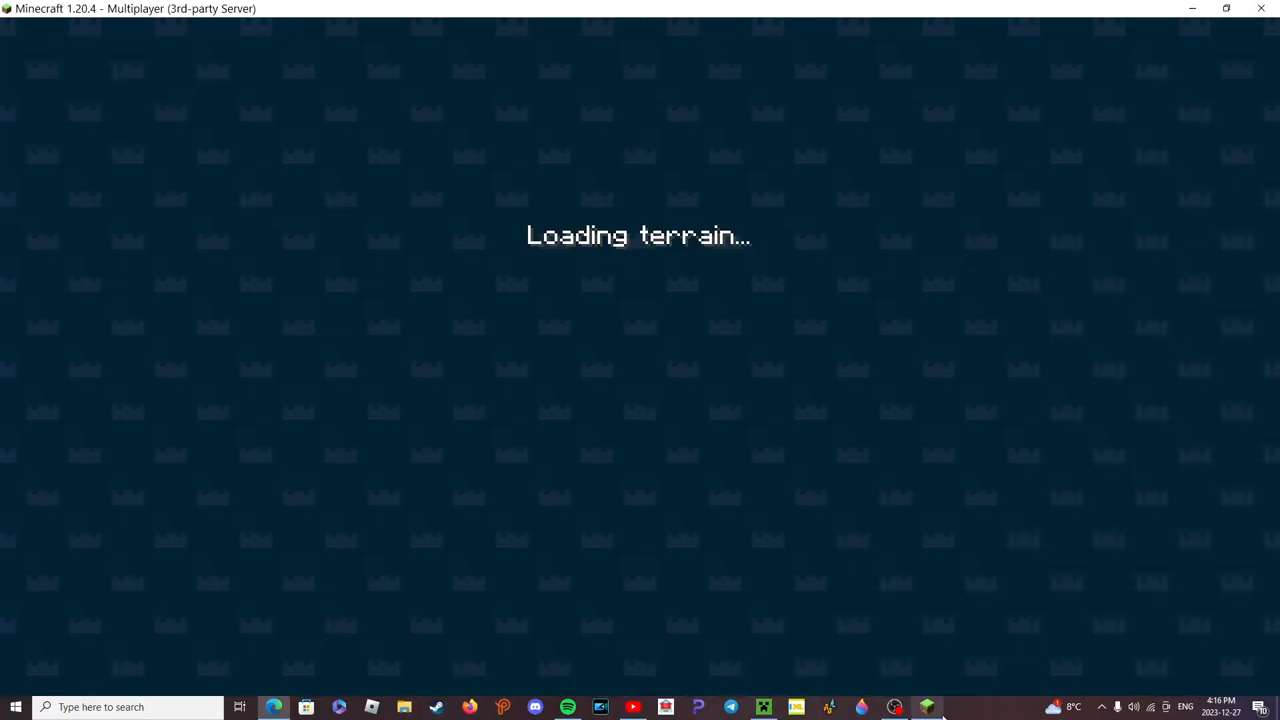 Minecraft 1.20.4 - Multiplayer (3rd-party Server)
Loading terrain...
Type here to search
8°C
ENG
4:16 PM
2023-12-27